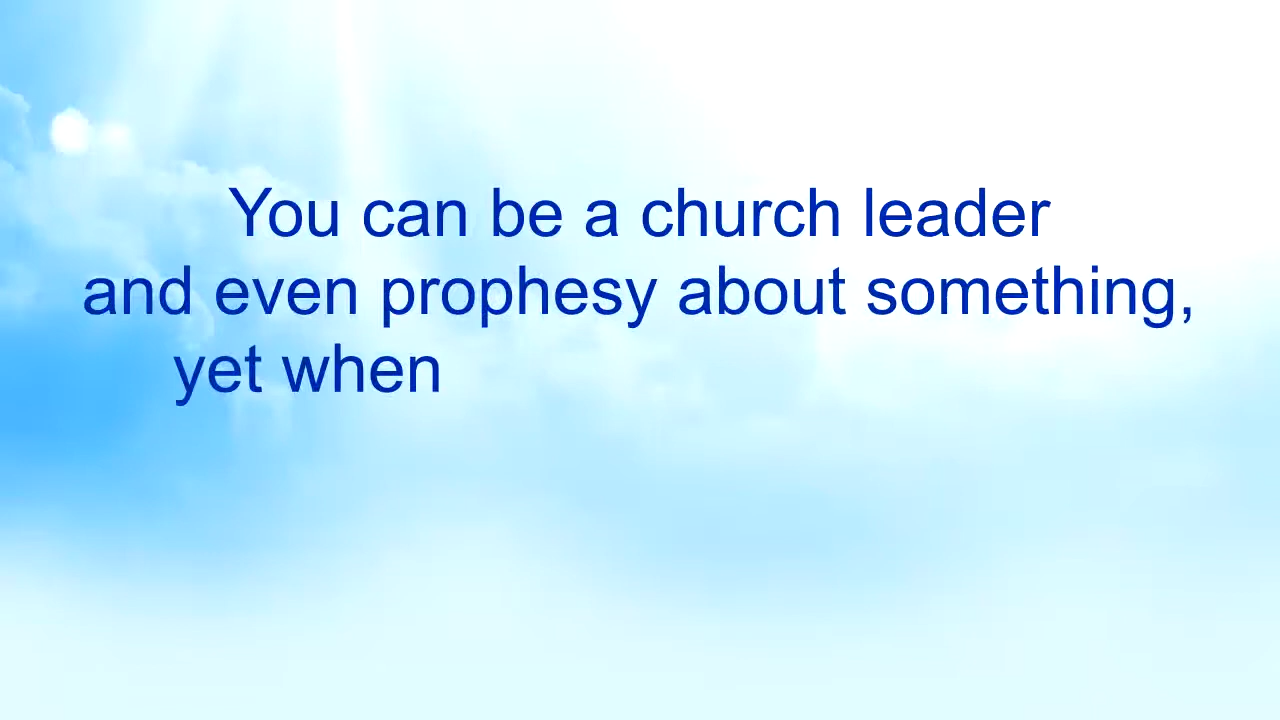 You can be a church leader
and even prophesy about something,
yet when